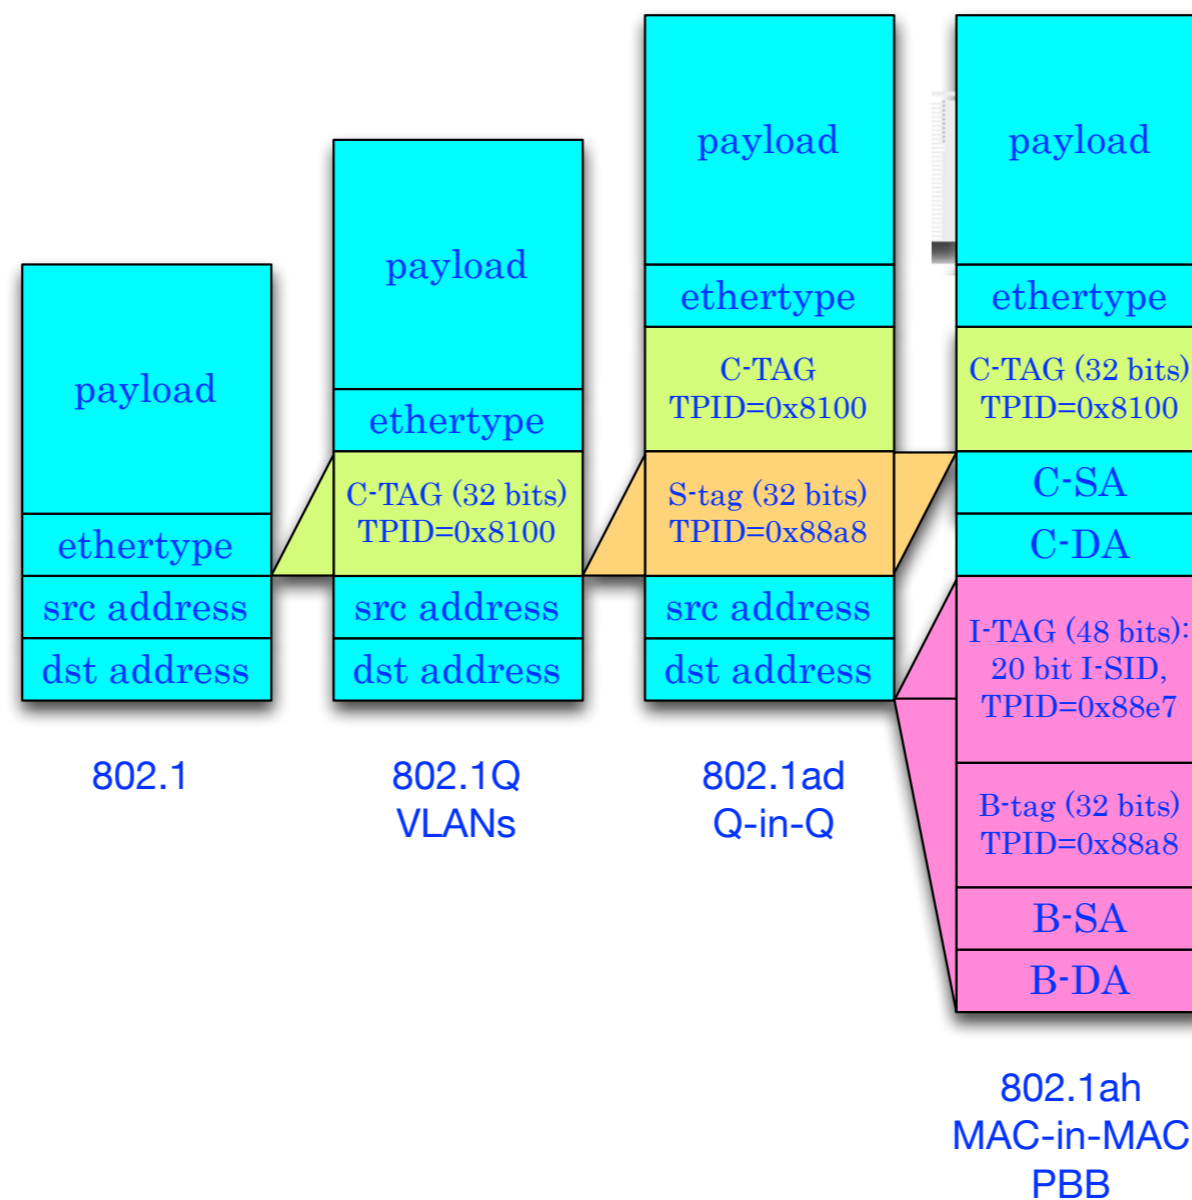 payload
ethertype
src address
dst address
802.1
payload
ethertype
C-TAG (32 bits)
TPID=0x8100
src address
dst address
802.1Q
VLANs
payload
ethertype
C-TAG
TPID=0x8100
S-tag (32 bits)
TPID=0x88a8
src address
dst address
802.1ad
Q-in-Q
payload
ethertype
C-TAG (32 bits)
TPID=0x8100
C-SA
C-DA
I-TAG (48 bits):
20 bit I-SID,
TPID=0x88e7
B-tag (32 bits)
TPID=0x88a8
B-SA
B-DA
802.1ah
MAC-in-MAC
PBB